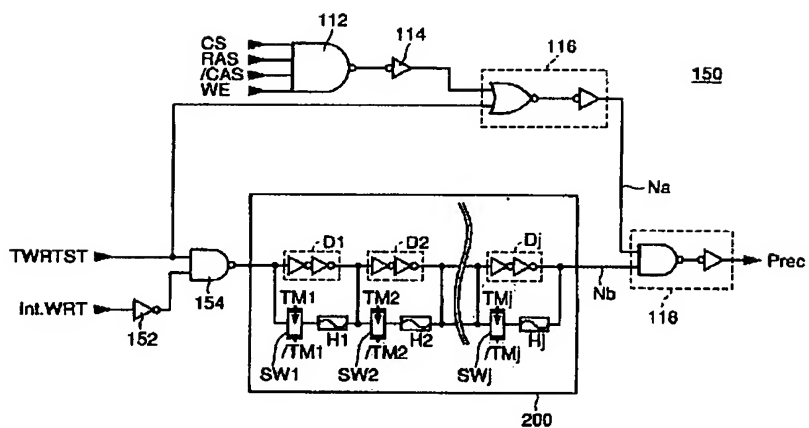 112
114
CS
RAS
/CAS
WE
116
150
Na
D1
D2
Dj
TWRTST
Prec
154
Nb
Int.WRT
152
TM1
TM2
TMj
118
H1
H2
Hj
/TM1
/TM2
/TMj
SW1
SW2
SWj
200